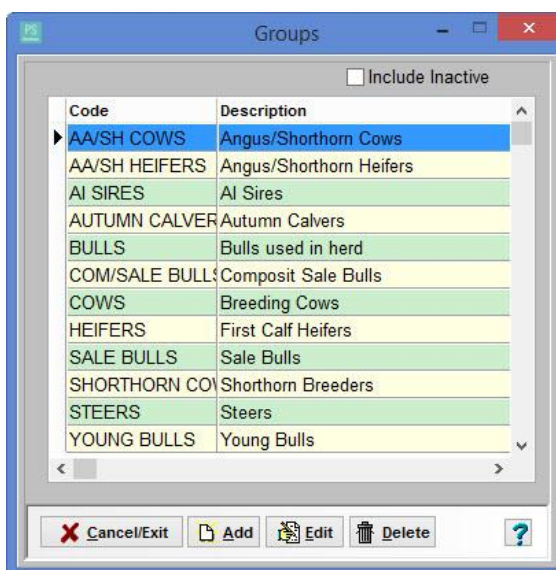 PS
Groups
Include Inactive
Code Description
AA/SH COWS Angus/Shorthorn Cows
AA/SH HEIFERS Angus/Shorthorn Heifers
AI SIRES AI Sires
AUTUMN CALVER Autumn Calvers
BULLS Bulls used in herd
COM/SALE BULLS Composit Sale Bulls
COWS Breeding Cows
HEIFERS First Calf Heifers
SALE BULLS Sale Bulls
SHORTHORN COW Shorthorn Breeders
STEERS Steers
YOUNG BULLS Young Bulls
Cancel/Exit Add Edit Delete ?